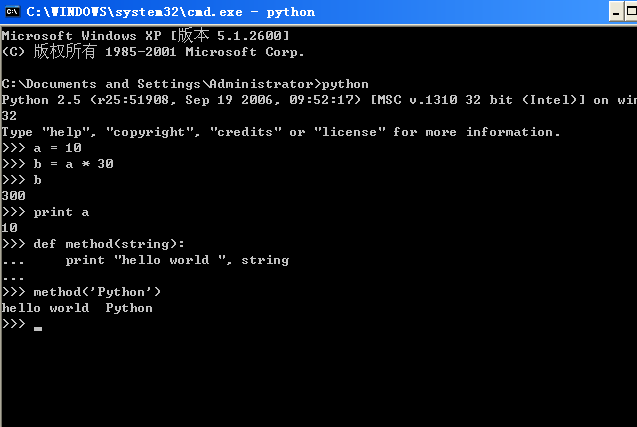 C:\WINDOWS\system32\cmd.exe - python
Microsoft Windows XP [版本 5.1.2600]
(C) 版权所有 1985-2001 Microsoft Corp.
C:\Documents and Settings\Administrator>python
Python 2.5 (r25:51908, Sep 19 2006, 09:52:17) [MSC v.1310 32 bit (Intel)] on win
32
Type "help", "copyright", "credits" or "license" for more information.
>>> a = 10
>>> b = a * 30
>>> b
300
>>> print a
10
>>> def method(string):
...     print "hello world ", string
...
>>> method('Python')
hello world  Python
>>>